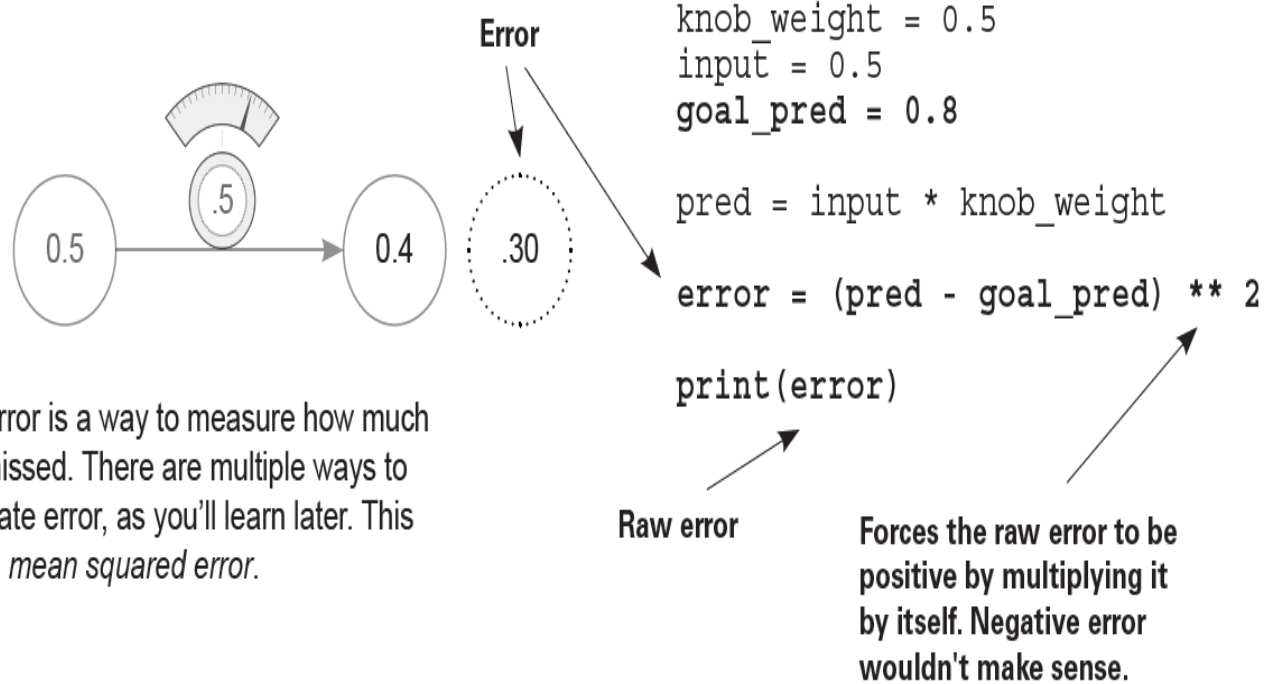 Error
.5
0.5
0.4
.30
rror is a way to measure how much
issed. There are multiple ways to
ate error, as you'll learn later. This
mean squared error.
knob_weight = 0.5
input = 0.5
goal_pred = 0.8
pred = input * knob_weight
error = (pred - goal_pred) ** 2
print(error)
Raw error
Forces the raw error to be
positive by multiplying it
by itself. Negative error
wouldn't make sense.